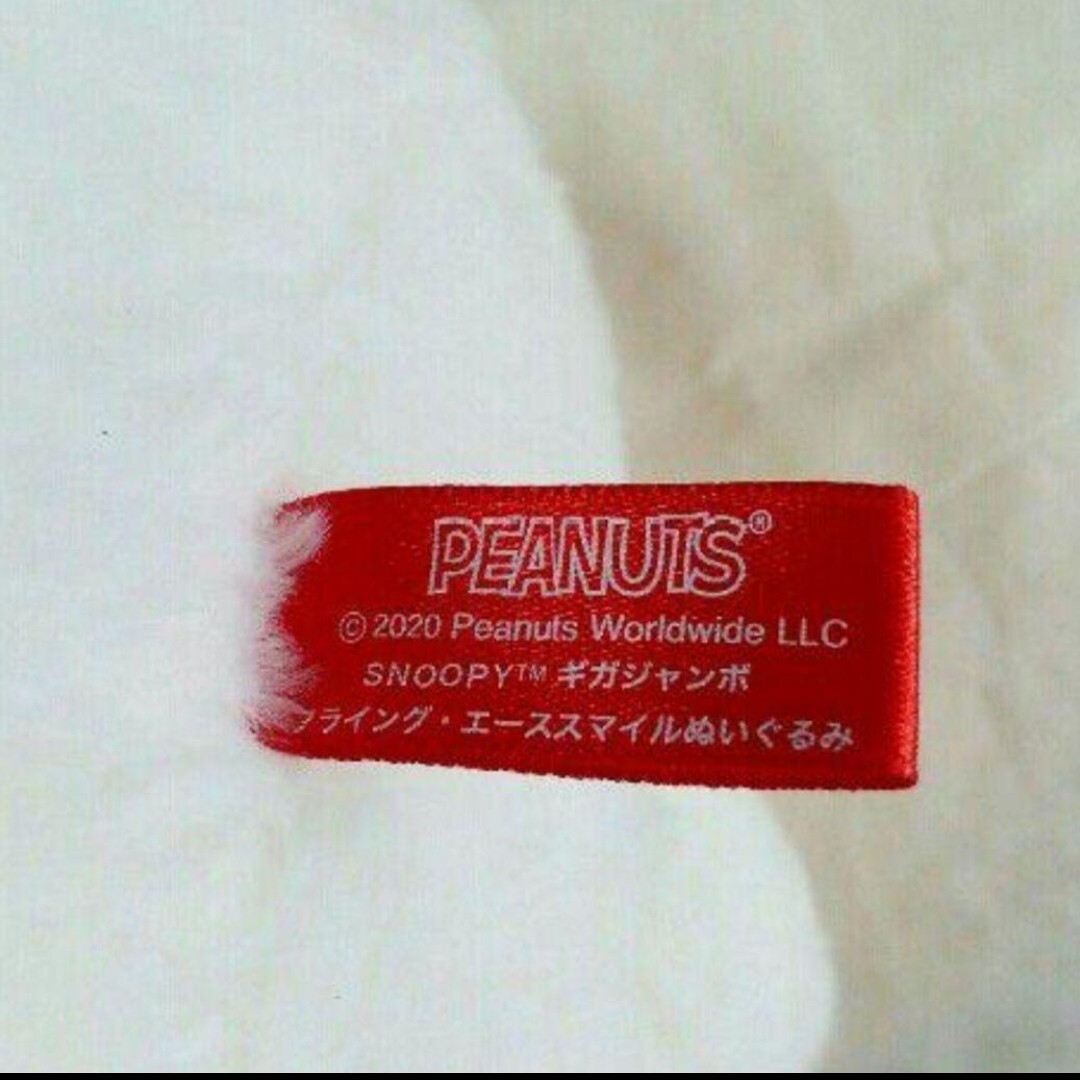 PEANUTS®
© 2020 Peanuts Worldwide LLC
SNOOPY™ ギガジャンボ
フライング・エーススマイルぬいぐるみ